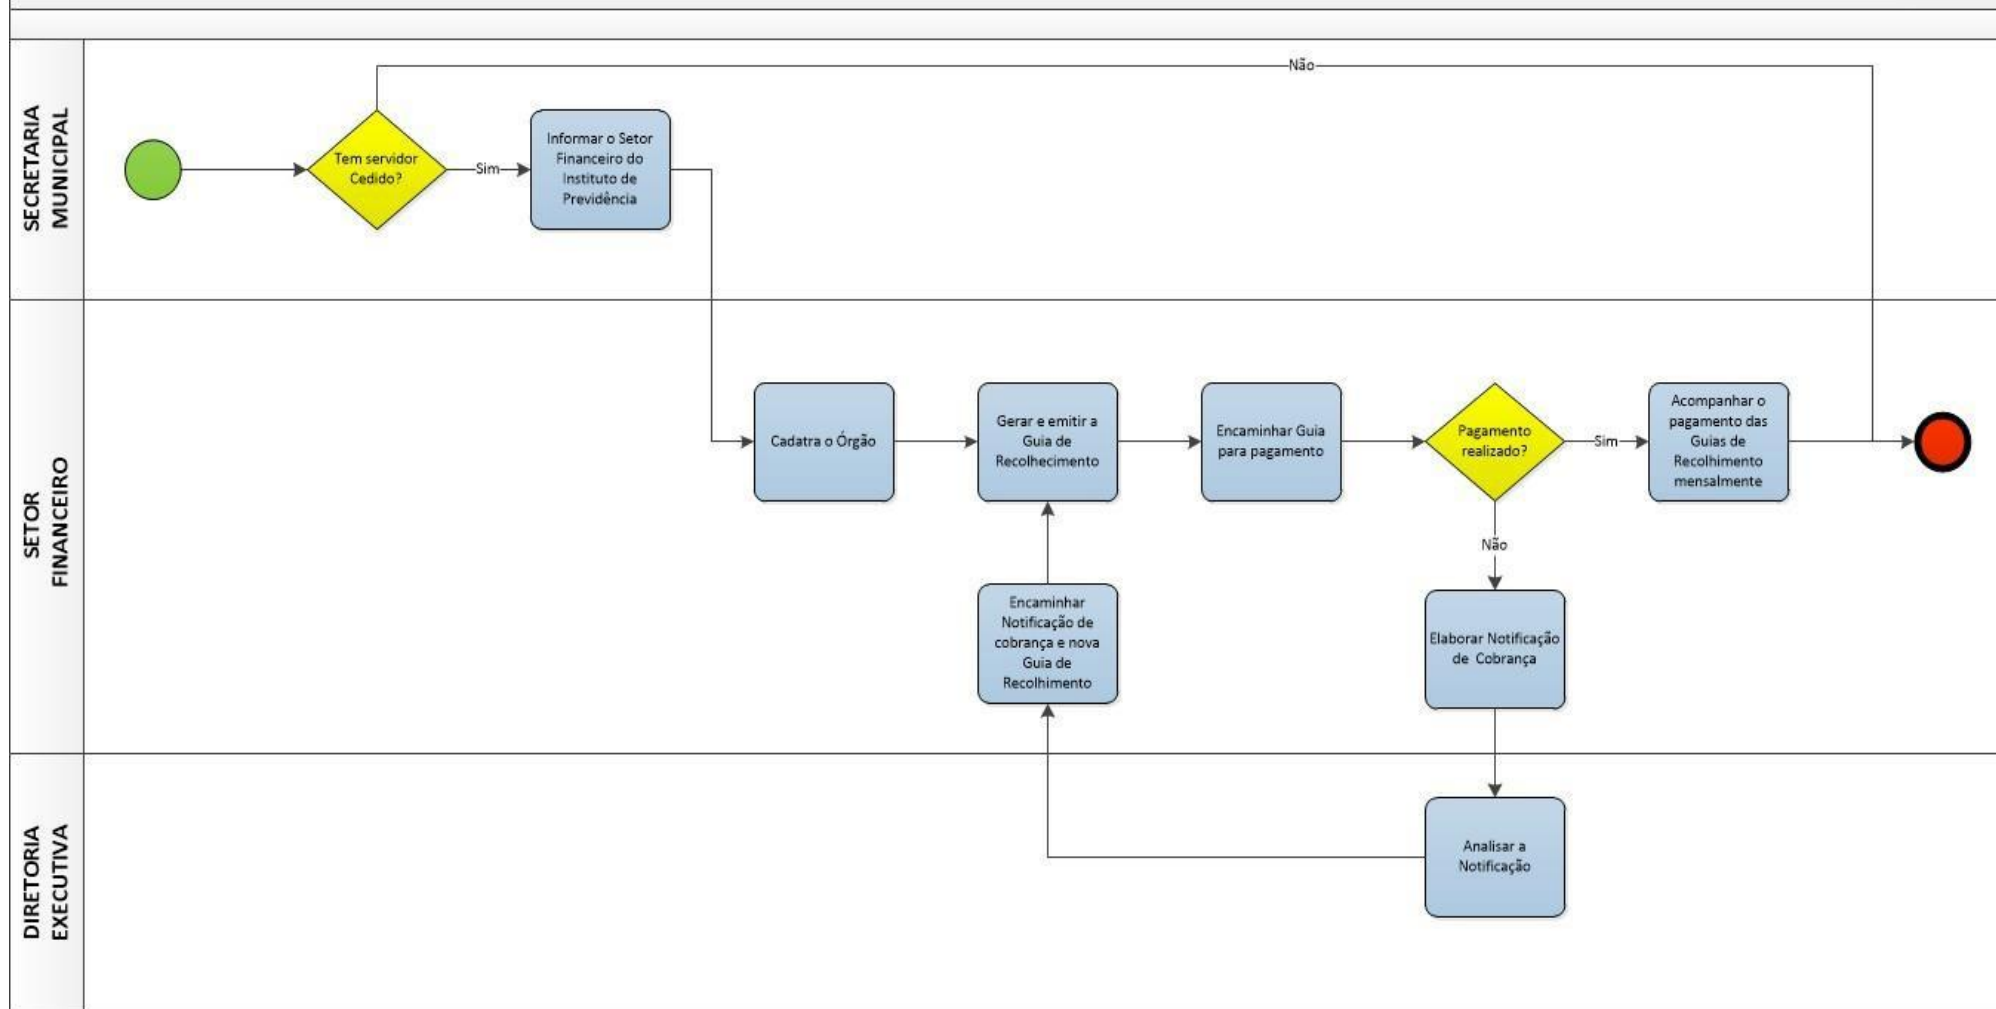 SECRETARIA
MUNICIPAL
Não
Tem servidor
Cedido?
Sim
Informar o Setor
Financeiro do
Instituto de
Previdência
SETOR
FINANCEIRO
Cadatra o Órgão
Gerar e emitir a
Guia de
Recolhecimento
Encaminhar Guia
para pagamento
Pagamento
realizado?
Sim
Acompanhar o
pagamento das
Guias de
Recolhimento
mensalmente
Não
Encaminhar
Notificação de
cobrança e nova
Guia de
Recolhimento
Elaborar Notificação
de Cobrança
DIRETORIA
EXECUTIVA
Analisar a
Notificação